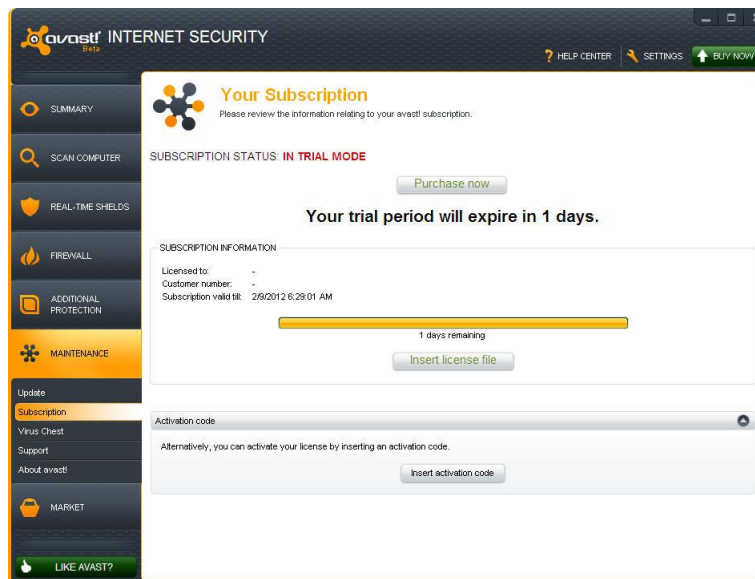 avast! INTERNET SECURITY
Beta
HELP CENTER
SETTINGS
BUY NOW
SUMMARY
SCAN COMPUTER
REAL-TIME SHIELDS
FIREWALL
ADDITIONAL
PROTECTION
MAINTENANCE
Update
Subscription
Virus Chest
Support
About avast!
MARKET
LIKE AVAST?
Your Subscription
Please review the information relating to your avast! subscription.
SUBSCRIPTION STATUS: IN TRIAL MODE
Purchase now
Your trial period will expire in 1 days.
SUBSCRIPTION INFORMATION
Licensed to: -
Customer number: -
Subscription valid till: 2/9/2012 6:29:01 AM
1 days remaining
Insert license file
Activation code
Alternatively, you can activate your license by inserting an activation code.
Insert activation code